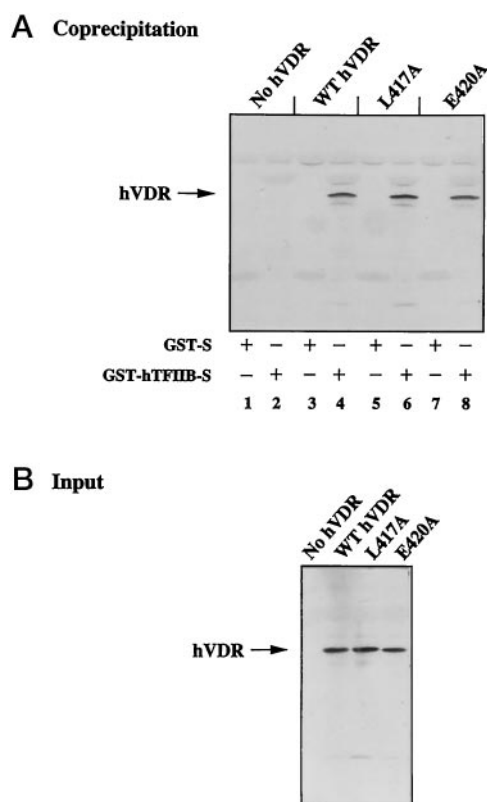 A Coprecipitation
No hVDR WT hVDR L417A E420A
hVDR
GST-S + − + − + − + −
GST-hTFIIB-S − + − + − + − +
1 2 3 4 5 6 7 8
B Input
No hVDR WT hVDR L417A E420A
hVDR